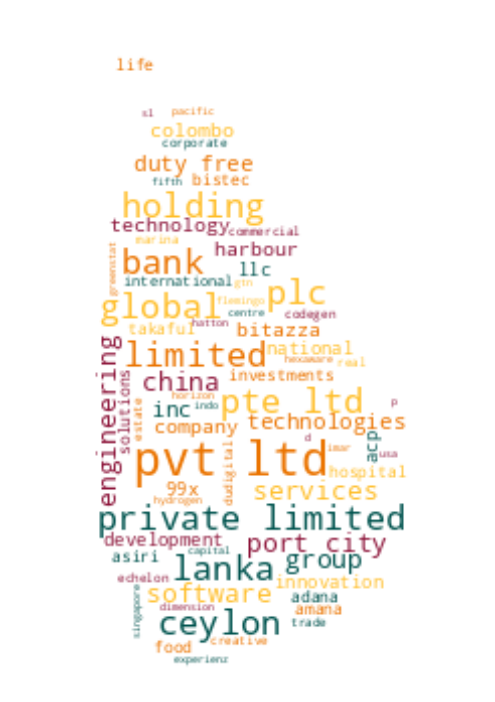 life
sl pacific
colombo
corporate
duty free
fifth bistec
holding
technology commercial
marina harbour
greenstat bank llc
international gtn plc
global flamingo
centre codegen
takaful hatton bitazza
engineering limited national
hexaware real
solutions china investments
horizon
estate inc indo pte ltd p
company technologies
d acp
pvt ltd imar usa
dudigital hospital
99x services
hydrogen
private limited
development port city
asiri capital group
echelon lanka innovation
singapore software adana
dimension amana
ceylon trade
food creative
experienz